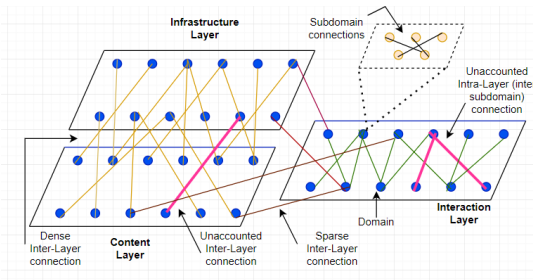 Infrastructure
Layer
Subdomain
connections
Unaccounted
Intra-Layer (inte
subdomain)
connection
Dense
Inter-Layer
connection
Content
Layer
Unaccounted
Inter-Layer
connection
Sparse
Inter-Layer
connection
Domain
Interaction
Layer